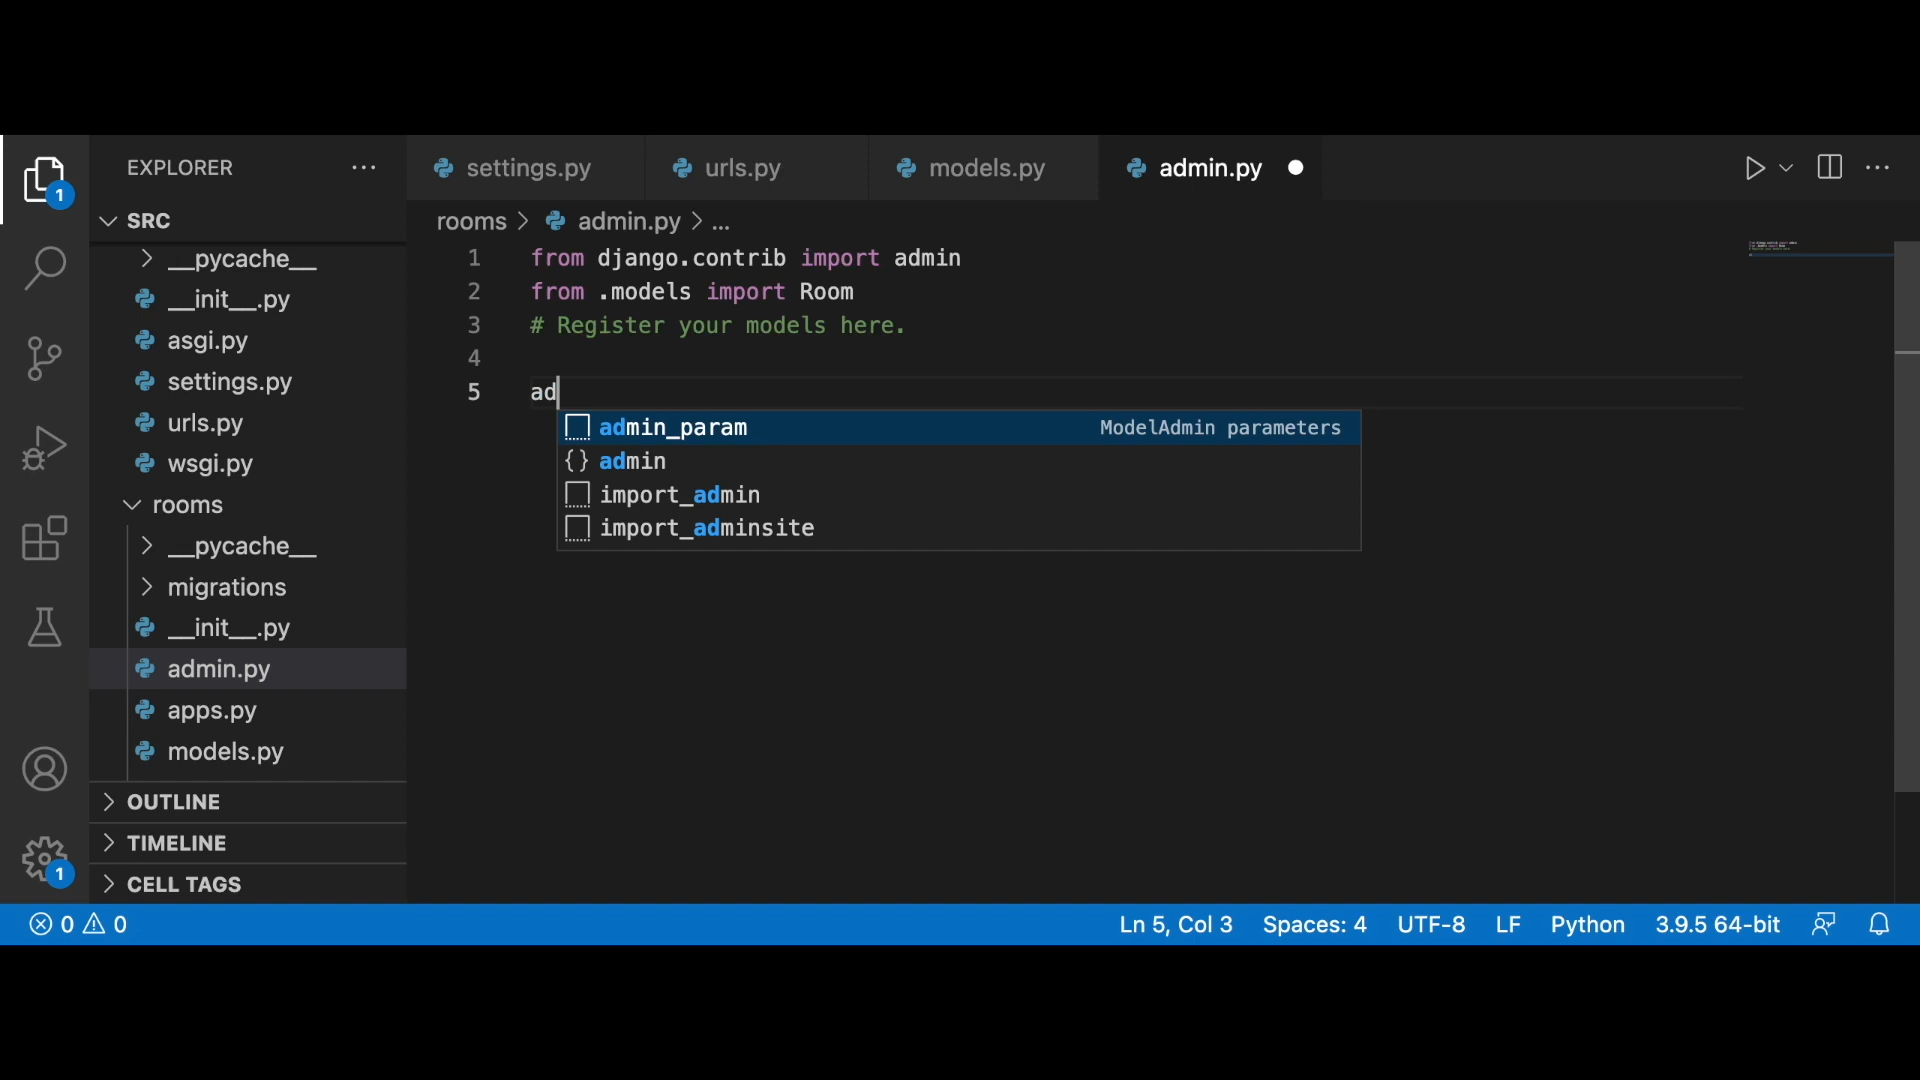 EXPLORER
settings.py
urls.py
models.py
admin.py
1
SRC
rooms > admin.py > ...
__pycache__
__init__.py
asgi.py
settings.py
urls.py
wsgi.py
rooms
__pycache__
migrations
__init__.py
admin.py
apps.py
models.py
OUTLINE
TIMELINE
CELL TAGS
1
1 from django.contrib import admin
2 from .models import Room
3 # Register your models here.
4
5 ad
admin_param ModelAdmin parameters
{} admin
import_admin
import_adminsite
0 0
Ln 5, Col 3 Spaces: 4 UTF-8 LF Python 3.9.5 64-bit